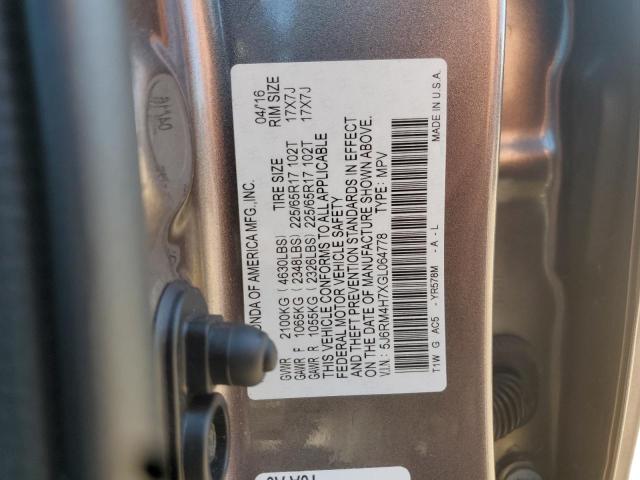 ONDA OF AMERICA MFG., INC. 04/16
TIRE SIZE RIM SIZE
GVWR 2100KG (4630LBS)
GAWR F 1065KG (2348LBS) 225/65R17 102T 17X7J
GAWR R 1055KG (2326LBS) 225/65R17 102T 17X7J
THIS VEHICLE CONFORMS TO ALL APPLICABLE
FEDERAL MOTOR VEHICLE SAFETY
AND THEFT PREVENTION STANDARDS IN EFFECT
ON THE DATE OF MANUFACTURE SHOWN ABOVE.
V.I.N.: 5J6RM4H7XGL064778 TYPE: MPV
T1W G AC5 - YR578M - A - L MADE IN U.S.A.